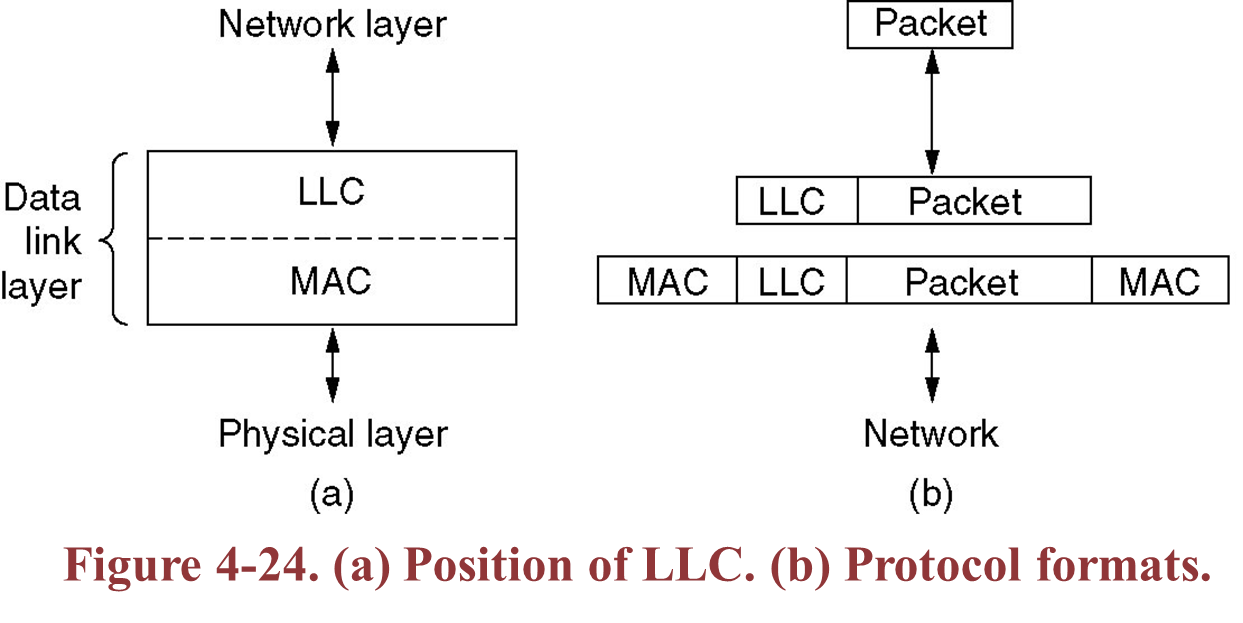 Network layer
Data
link
layer
LLC
MAC
Physical layer
(a)
Packet
LLC Packet
MAC LLC Packet MAC
Network
(b)
Figure 4-24. (a) Position of LLC. (b) Protocol formats.